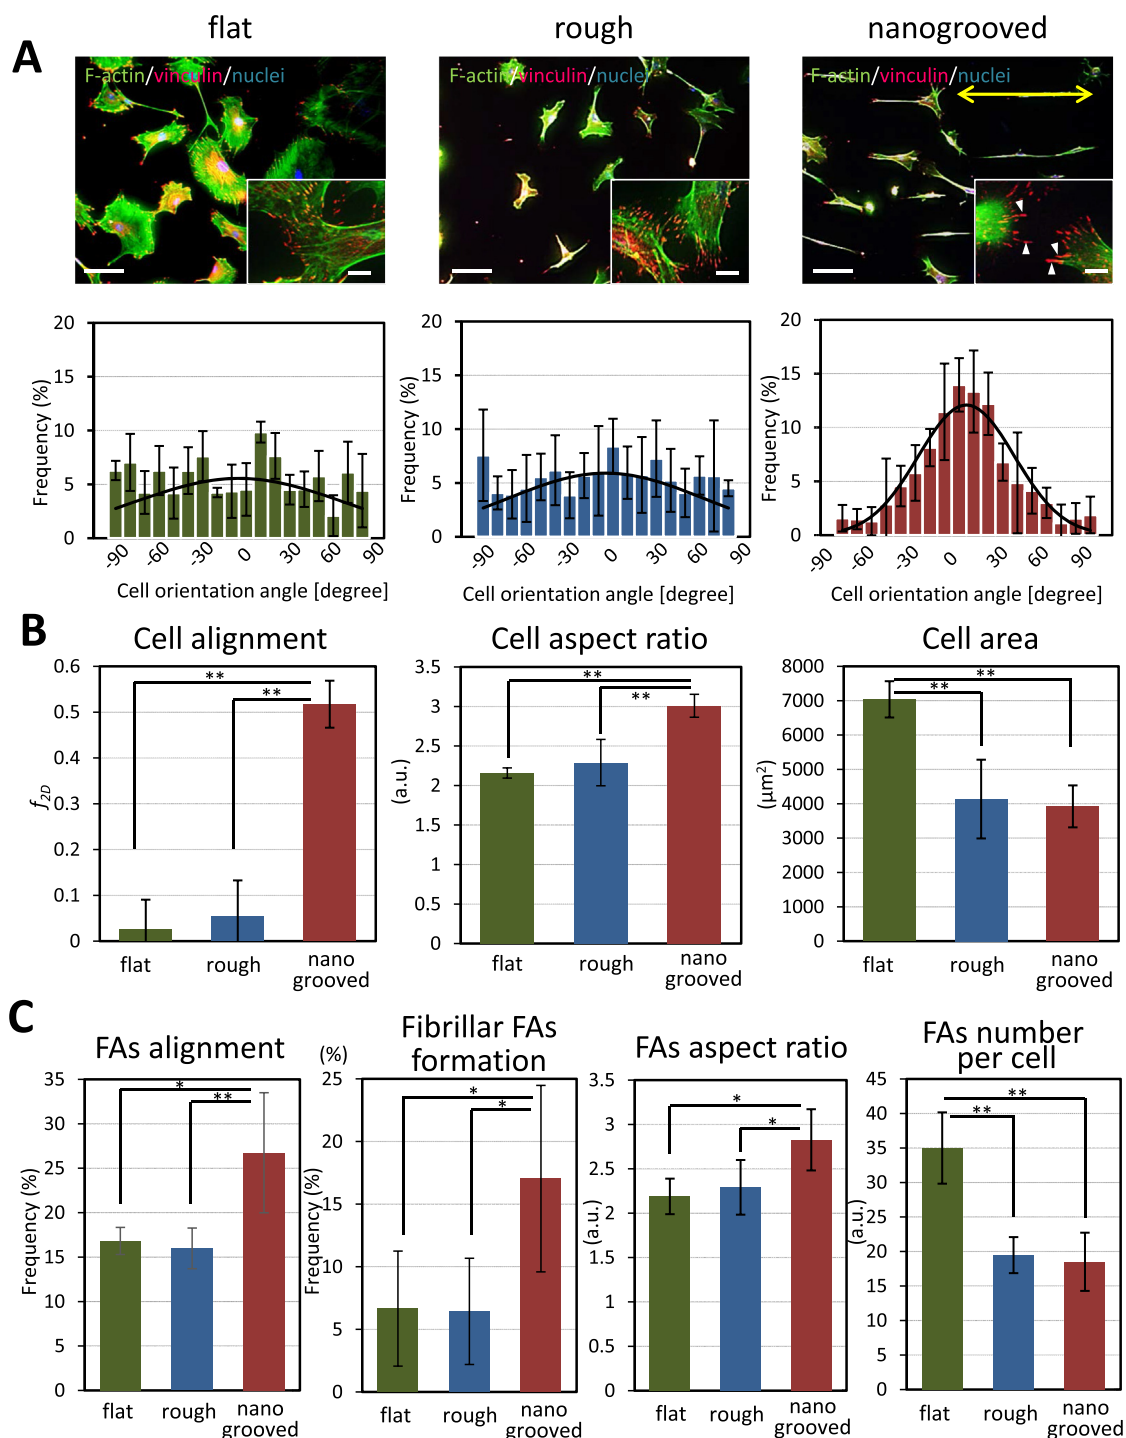 flat
rough
nanogrooved
A
F-actin/vinculin/nuclei
F-actin/vinculin/nuclei
F-actin/vinculin/nuclei
20
15
10
5
0
Frequency (%)
-90
-60
-30
0
30
60
90
Cell orientation angle [degree]
20
15
10
5
0
Frequency (%)
-90
-60
-30
0
30
60
90
Cell orientation angle [degree]
20
15
10
5
0
Frequency (%)
-90
-60
-30
0
30
60
90
Cell orientation angle [degree]
B
Cell alignment
0.6
0.5
0.4
0.3
0.2
0.1
0
f2D
**
**
flat
rough
nano
grooved
Cell aspect ratio
3.5
3
2.5
2
1.5
1
0.5
0
(a.u.)
**
**
flat
rough
nano
grooved
Cell area
8000
7000
6000
5000
4000
3000
2000
1000
0
(μm²)
**
**
flat
rough
nano
grooved
C
FAs alignment
35
30
25
20
15
10
5
0
Frequency (%)
*
**
flat
rough
nano
grooved
Fibrillar FAs
formation
(%)
25
20
15
10
5
0
Frequency (%)
*
*
flat
rough
nano
grooved
FAs aspect ratio
3.5
3
2.5
2
1.5
1
0.5
0
(a.u.)
*
*
flat
rough
nano
grooved
FAs number
per cell
45
40
35
30
25
20
15
10
5
0
(a.u.)
**
**
flat
rough
nano
grooved